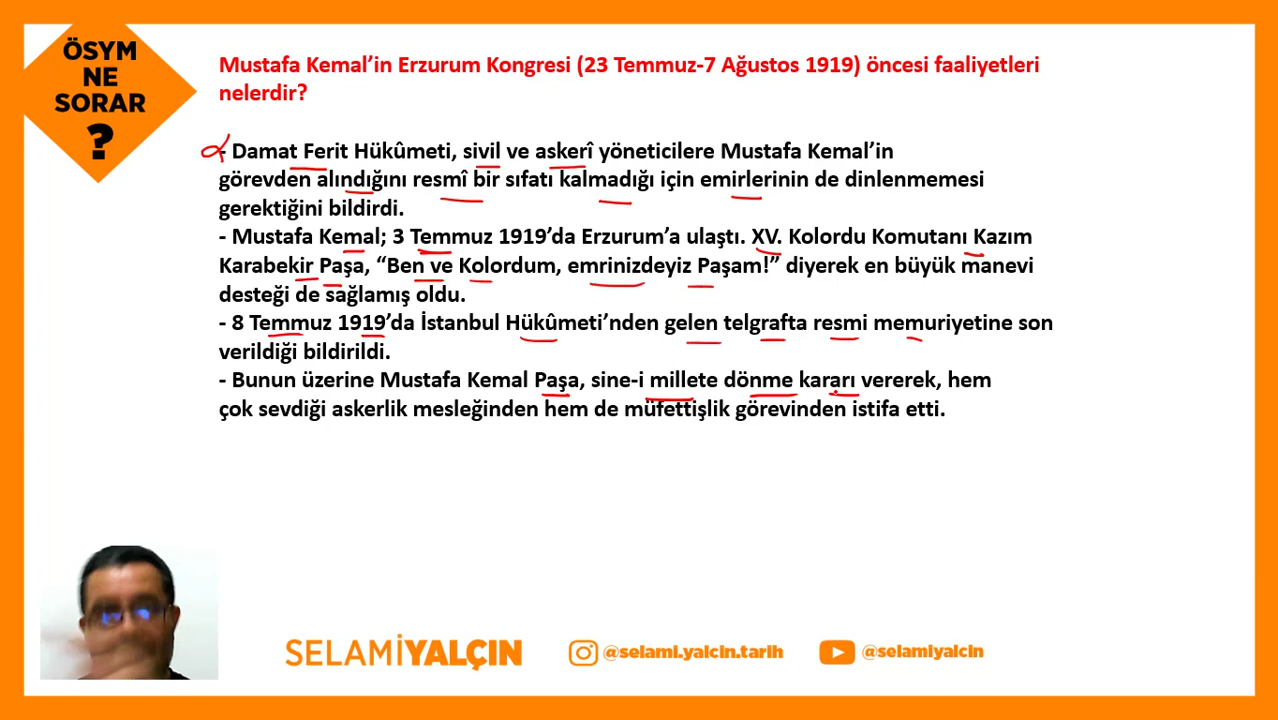 ÖSYM
NE
SORAR
?
Mustafa Kemal’in Erzurum Kongresi (23 Temmuz-7 Ağustos 1919) öncesi faaliyetleri
nelerdir?
- Damat Ferit Hükûmeti, sivil ve askerî yöneticilere Mustafa Kemal’in
görevden alındığını resmî bir sıfatı kalmadığı için emirlerinin de dinlenmemesi
gerektiğini bildirdi.
- Mustafa Kemal; 3 Temmuz 1919’da Erzurum’a ulaştı. XV. Kolordu Komutanı Kazım
Karabekir Paşa, “Ben ve Kolordum, emrinizdeyiz Paşam!” diyerek en büyük manevi
desteği de sağlamış oldu.
- 8 Temmuz 1919’da İstanbul Hükûmeti’nden gelen telgrafta resmi memuriyetine son
verildiği bildirildi.
- Bunun üzerine Mustafa Kemal Paşa, sine-i millete dönme kararı vererek, hem
çok sevdiği askerlik mesleğinden hem de müfettişlik görevinden istifa etti.
SELAMİYALÇIN
@selami.yalcin.tarih
@selamiyalcin